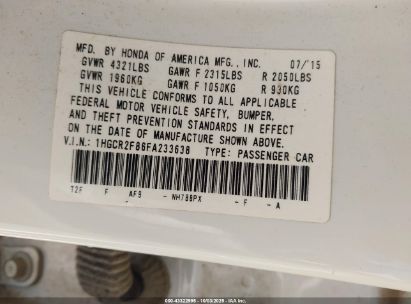 MFD. BY HONDA OF AMERICA MFG., INC. 07/15
GVWR 4321LBS GAWR F 2315LBS R 2050LBS
GVWR 1960KG GAWR F 1050KG R 930KG
THIS VEHICLE CONFORMS TO ALL APPLICABLE
FEDERAL MOTOR VEHICLE SAFETY, BUMPER,
AND THEFT PREVENTION STANDARDS IN EFFECT
ON THE DATE OF MANUFACTURE SHOWN ABOVE.
V.I.N.: 1HGCR2F86FA233638 TYPE: PASSENGER CAR
T2F F AF9 - NH788PX - F - A